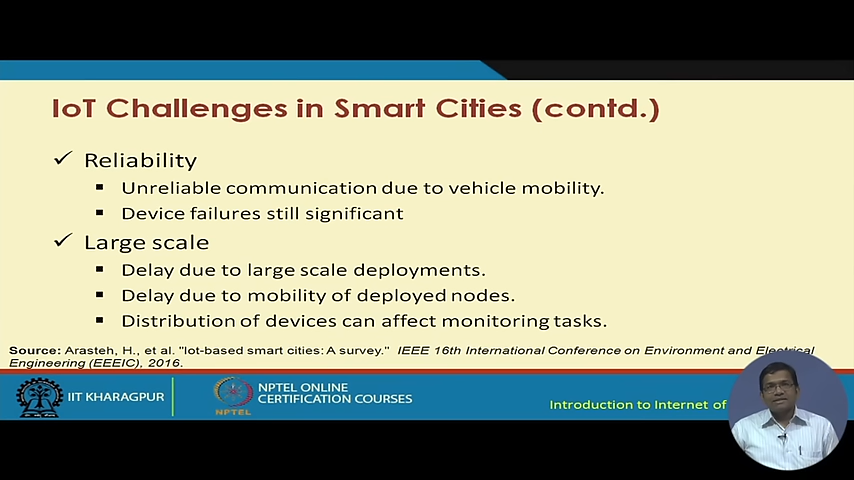 IoT Challenges in Smart Cities (contd.)
✓ Reliability
▪ Unreliable communication due to vehicle mobility.
▪ Device failures still significant
✓ Large scale
▪ Delay due to large scale deployments.
▪ Delay due to mobility of deployed nodes.
▪ Distribution of devices can affect monitoring tasks.
Source: Arasteh, H., et al. "Iot-based smart cities: A survey." IEEE 16th International Conference on Environment and Electrical
Engineering (EEEIC), 2016.
IIT KHARAGPUR
NPTEL
NPTEL ONLINE
CERTIFICATION COURSES
Introduction to Internet of